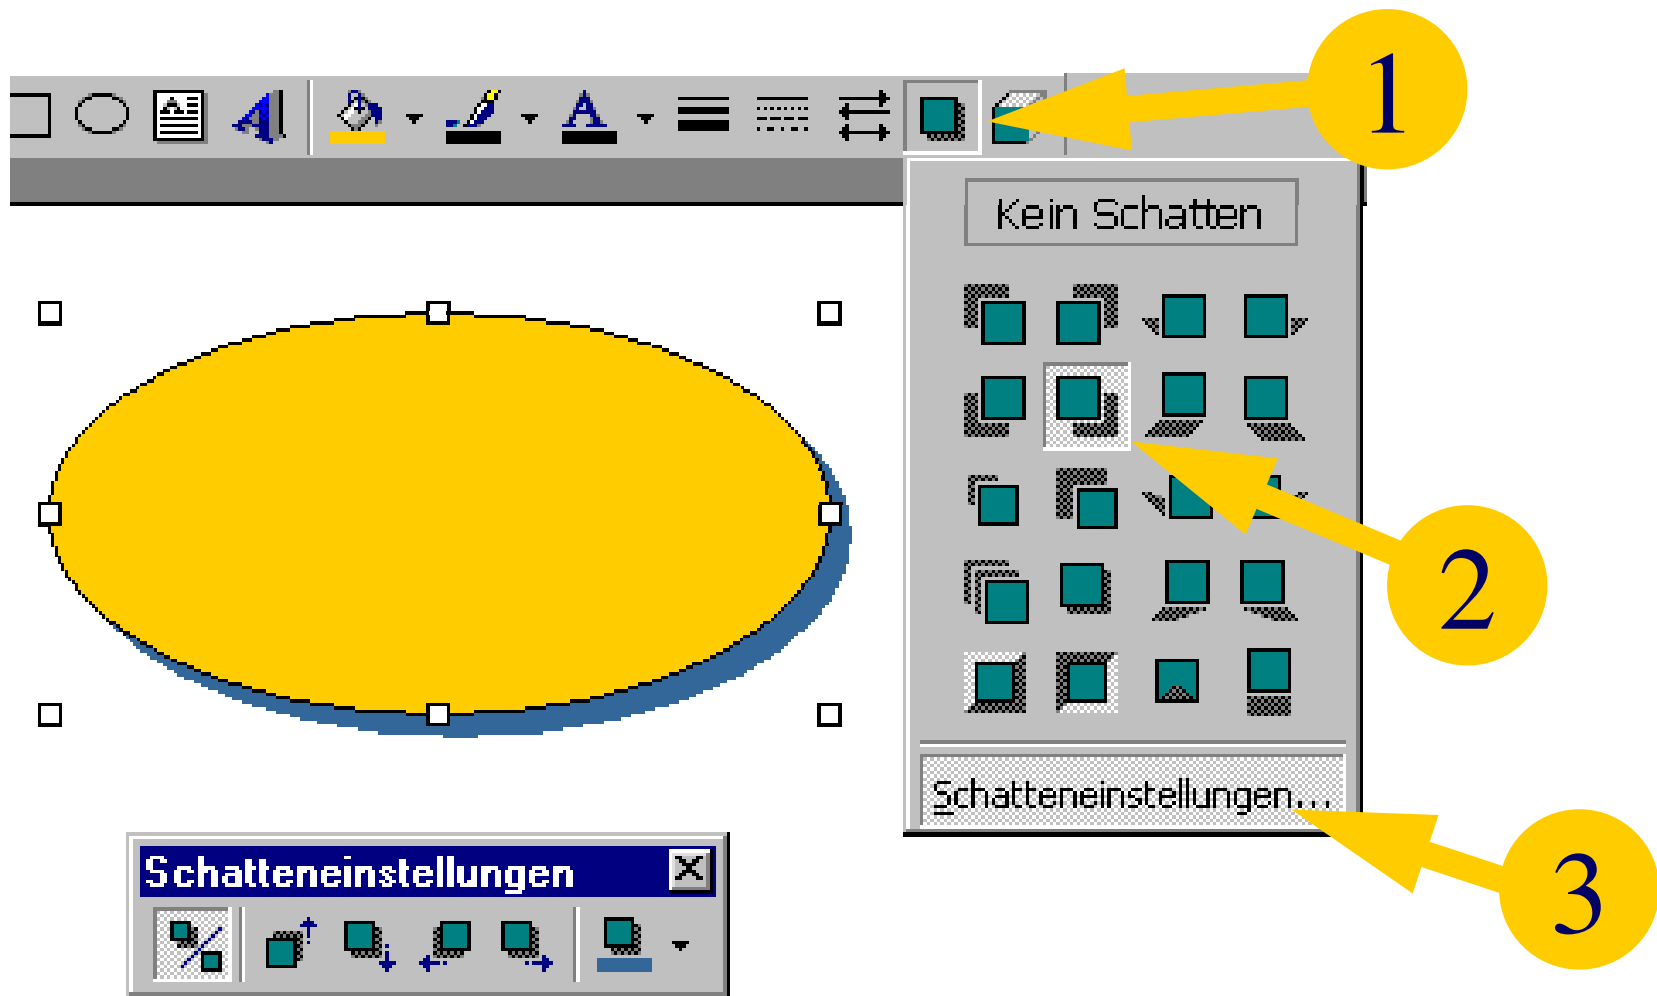 1
Kein Schatten
2
Schatteneinstellungen...
3
Schatteneinstellungen